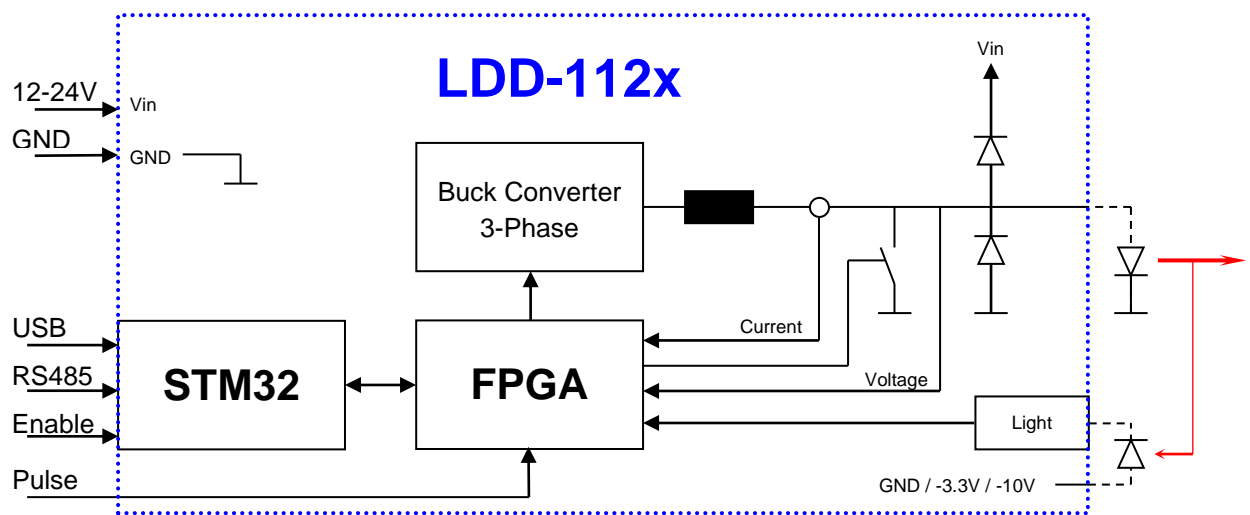 LDD-112x
Vin
12-24V
Vin
GND
GND
Buck Converter
3-Phase
USB
RS485
Enable
Pulse
STM32
FPGA
Current
Voltage
Light
GND / -3.3V / -10V